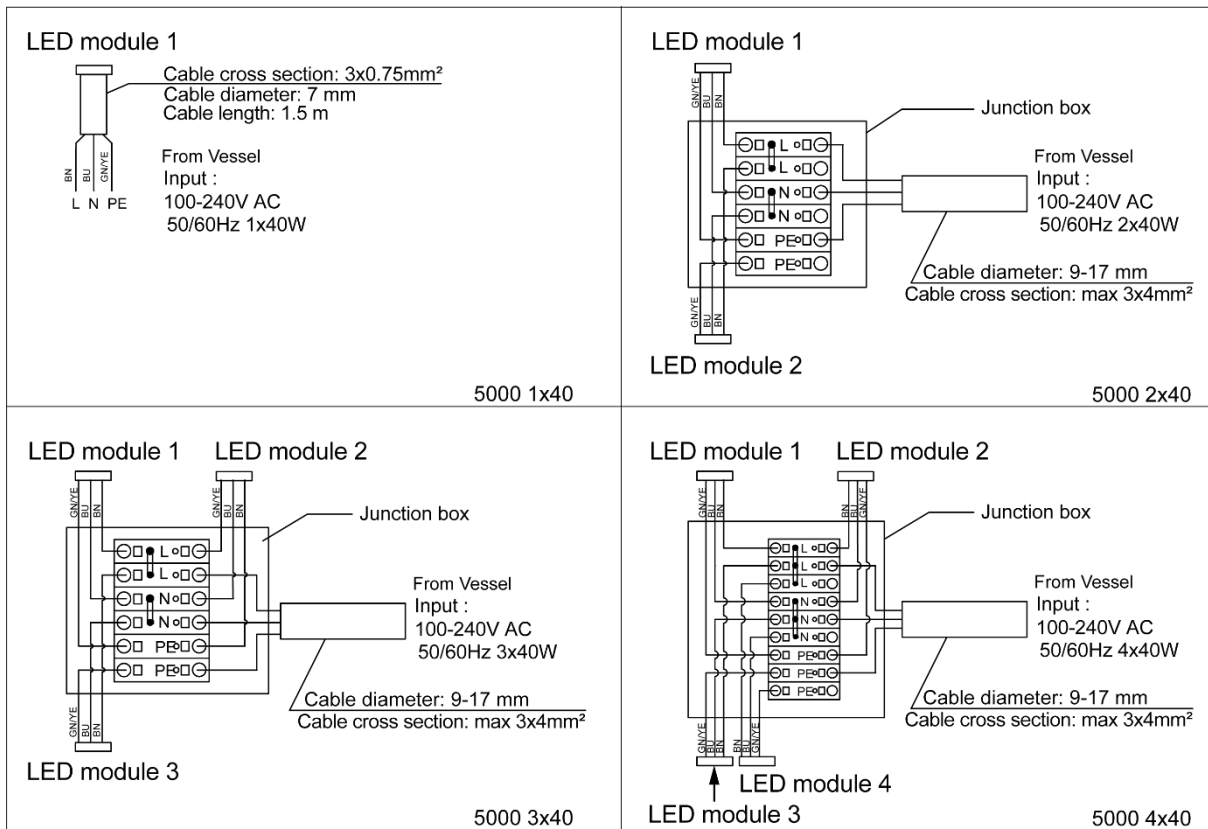 LED module 1
Cable cross section: 3x0.75mm²
Cable diameter: 7 mm
Cable length: 1.5 m
BN
BU
GN/YE
L N PE
From Vessel
Input :
100-240V AC
50/60Hz 1x40W
5000 1x40
LED module 1
GN/YE
BU
BN
Junction box
L
L
N
N
PE
PE
From Vessel
Input :
100-240V AC
50/60Hz 2x40W
Cable diameter: 9-17 mm
Cable cross section: max 3x4mm²
GN/YE
BU
BN
LED module 2
5000 2x40
LED module 1
LED module 2
GN/YE
BU
BN
GN/YE
BU
BN
Junction box
L
L
N
N
PE
PE
From Vessel
Input :
100-240V AC
50/60Hz 3x40W
Cable diameter: 9-17 mm
Cable cross section: max 3x4mm²
GN/YE
BU
BN
LED module 3
5000 3x40
LED module 1
LED module 2
GN/YE
BU
BN
BN
BU
GN/YE
Junction box
L
L
L
N
N
N
PE
PE
PE
From Vessel
Input :
100-240V AC
50/60Hz 4x40W
Cable diameter: 9-17 mm
Cable cross section: max 3x4mm²
GN/YE
BU
BN
BN
BU
GN/YE
LED module 4
LED module 3
5000 4x40